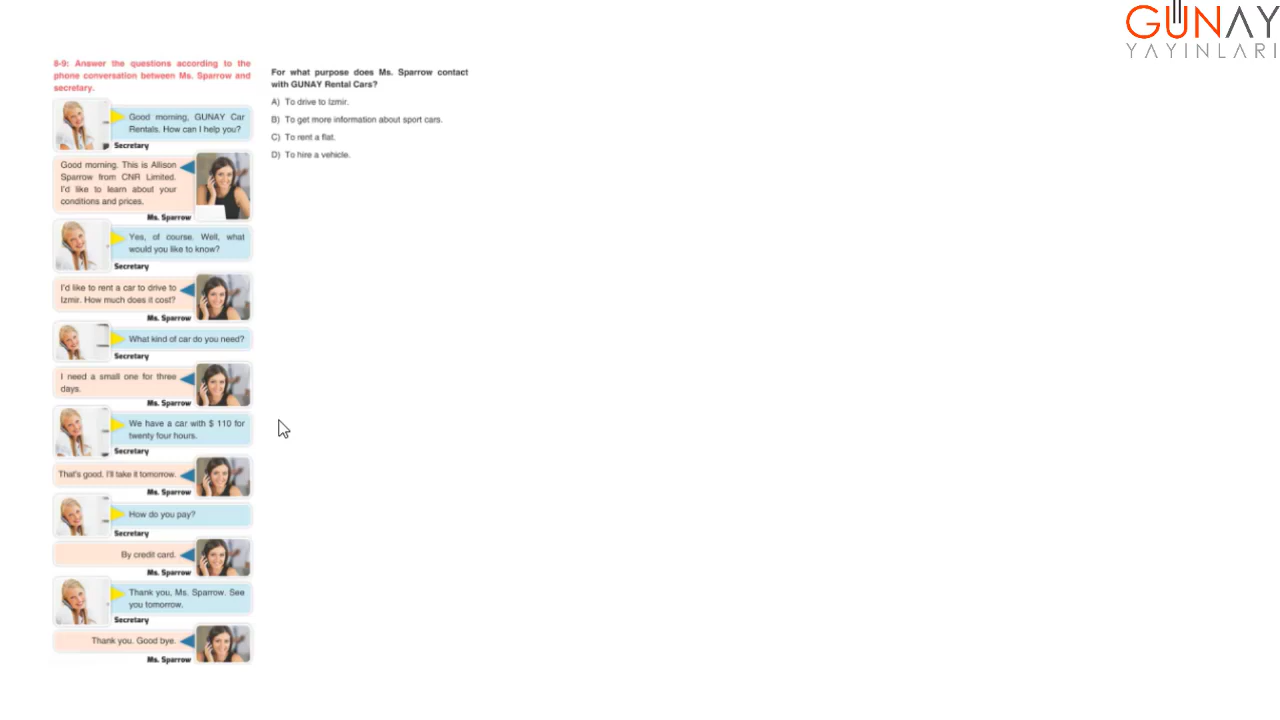 GÜNAY
YAYINLARI
8-9: Answer the questions according to the
phone conversation between Ms. Sparrow and
secretary.
Good morning, GUNAY Car
Rentals. How can I help you?
Secretary
Good morning. This is Allison
Sparrow from CNR Limited.
I'd like to learn about your
conditions and prices.
Ms. Sparrow
Yes, of course. Well, what
would you like to know?
Secretary
I'd like to rent a car to drive to
Izmir. How much does it cost?
Ms. Sparrow
What kind of car do you need?
Secretary
I need a small one for three
days.
Ms. Sparrow
We have a car with $ 110 for
twenty four hours.
Secretary
That's good. I'll take it tomorrow.
Ms. Sparrow
How do you pay?
Secretary
By credit card.
Ms. Sparrow
Thank you, Ms. Sparrow. See
you tomorrow.
Secretary
Thank you. Good bye.
Ms. Sparrow
For what purpose does Ms. Sparrow contact
with GUNAY Rental Cars?
A) To drive to Izmir.
B) To get more information about sport cars.
C) To rent a flat.
D) To hire a vehicle.